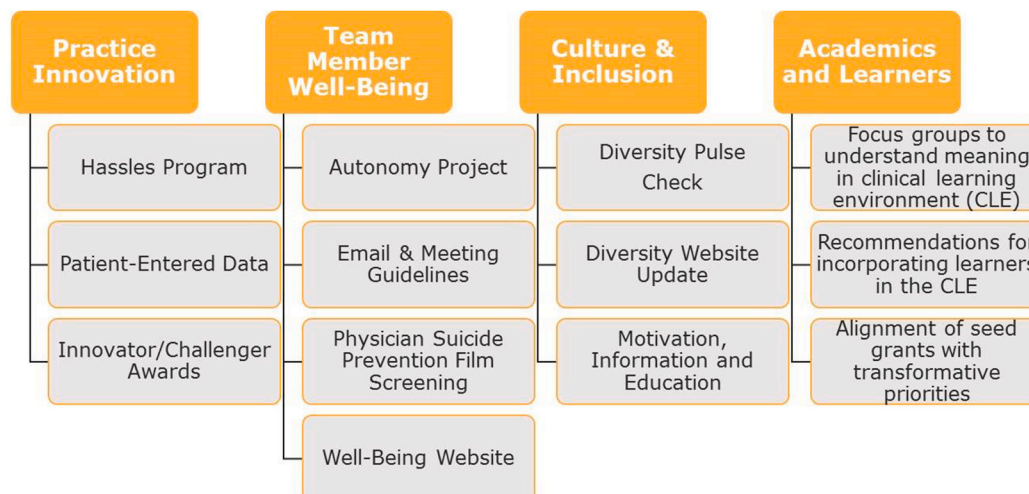 Practice
Innovation
Hassles Program
Patient-Entered Data
Innovator/Challenger
Awards
Team
Member
Well-Being
Autonomy Project
Email & Meeting
Guidelines
Physician Suicide
Prevention Film
Screening
Well-Being Website
Culture &
Inclusion
Diversity Pulse
Check
Diversity Website
Update
Motivation,
Information and
Education
Academics
and Learners
Focus groups to
understand meaning
in clinical learning
environment (CLE)
Recommendations for
incorporating learners
in the CLE
Alignment of seed
grants with
transformative
priorities